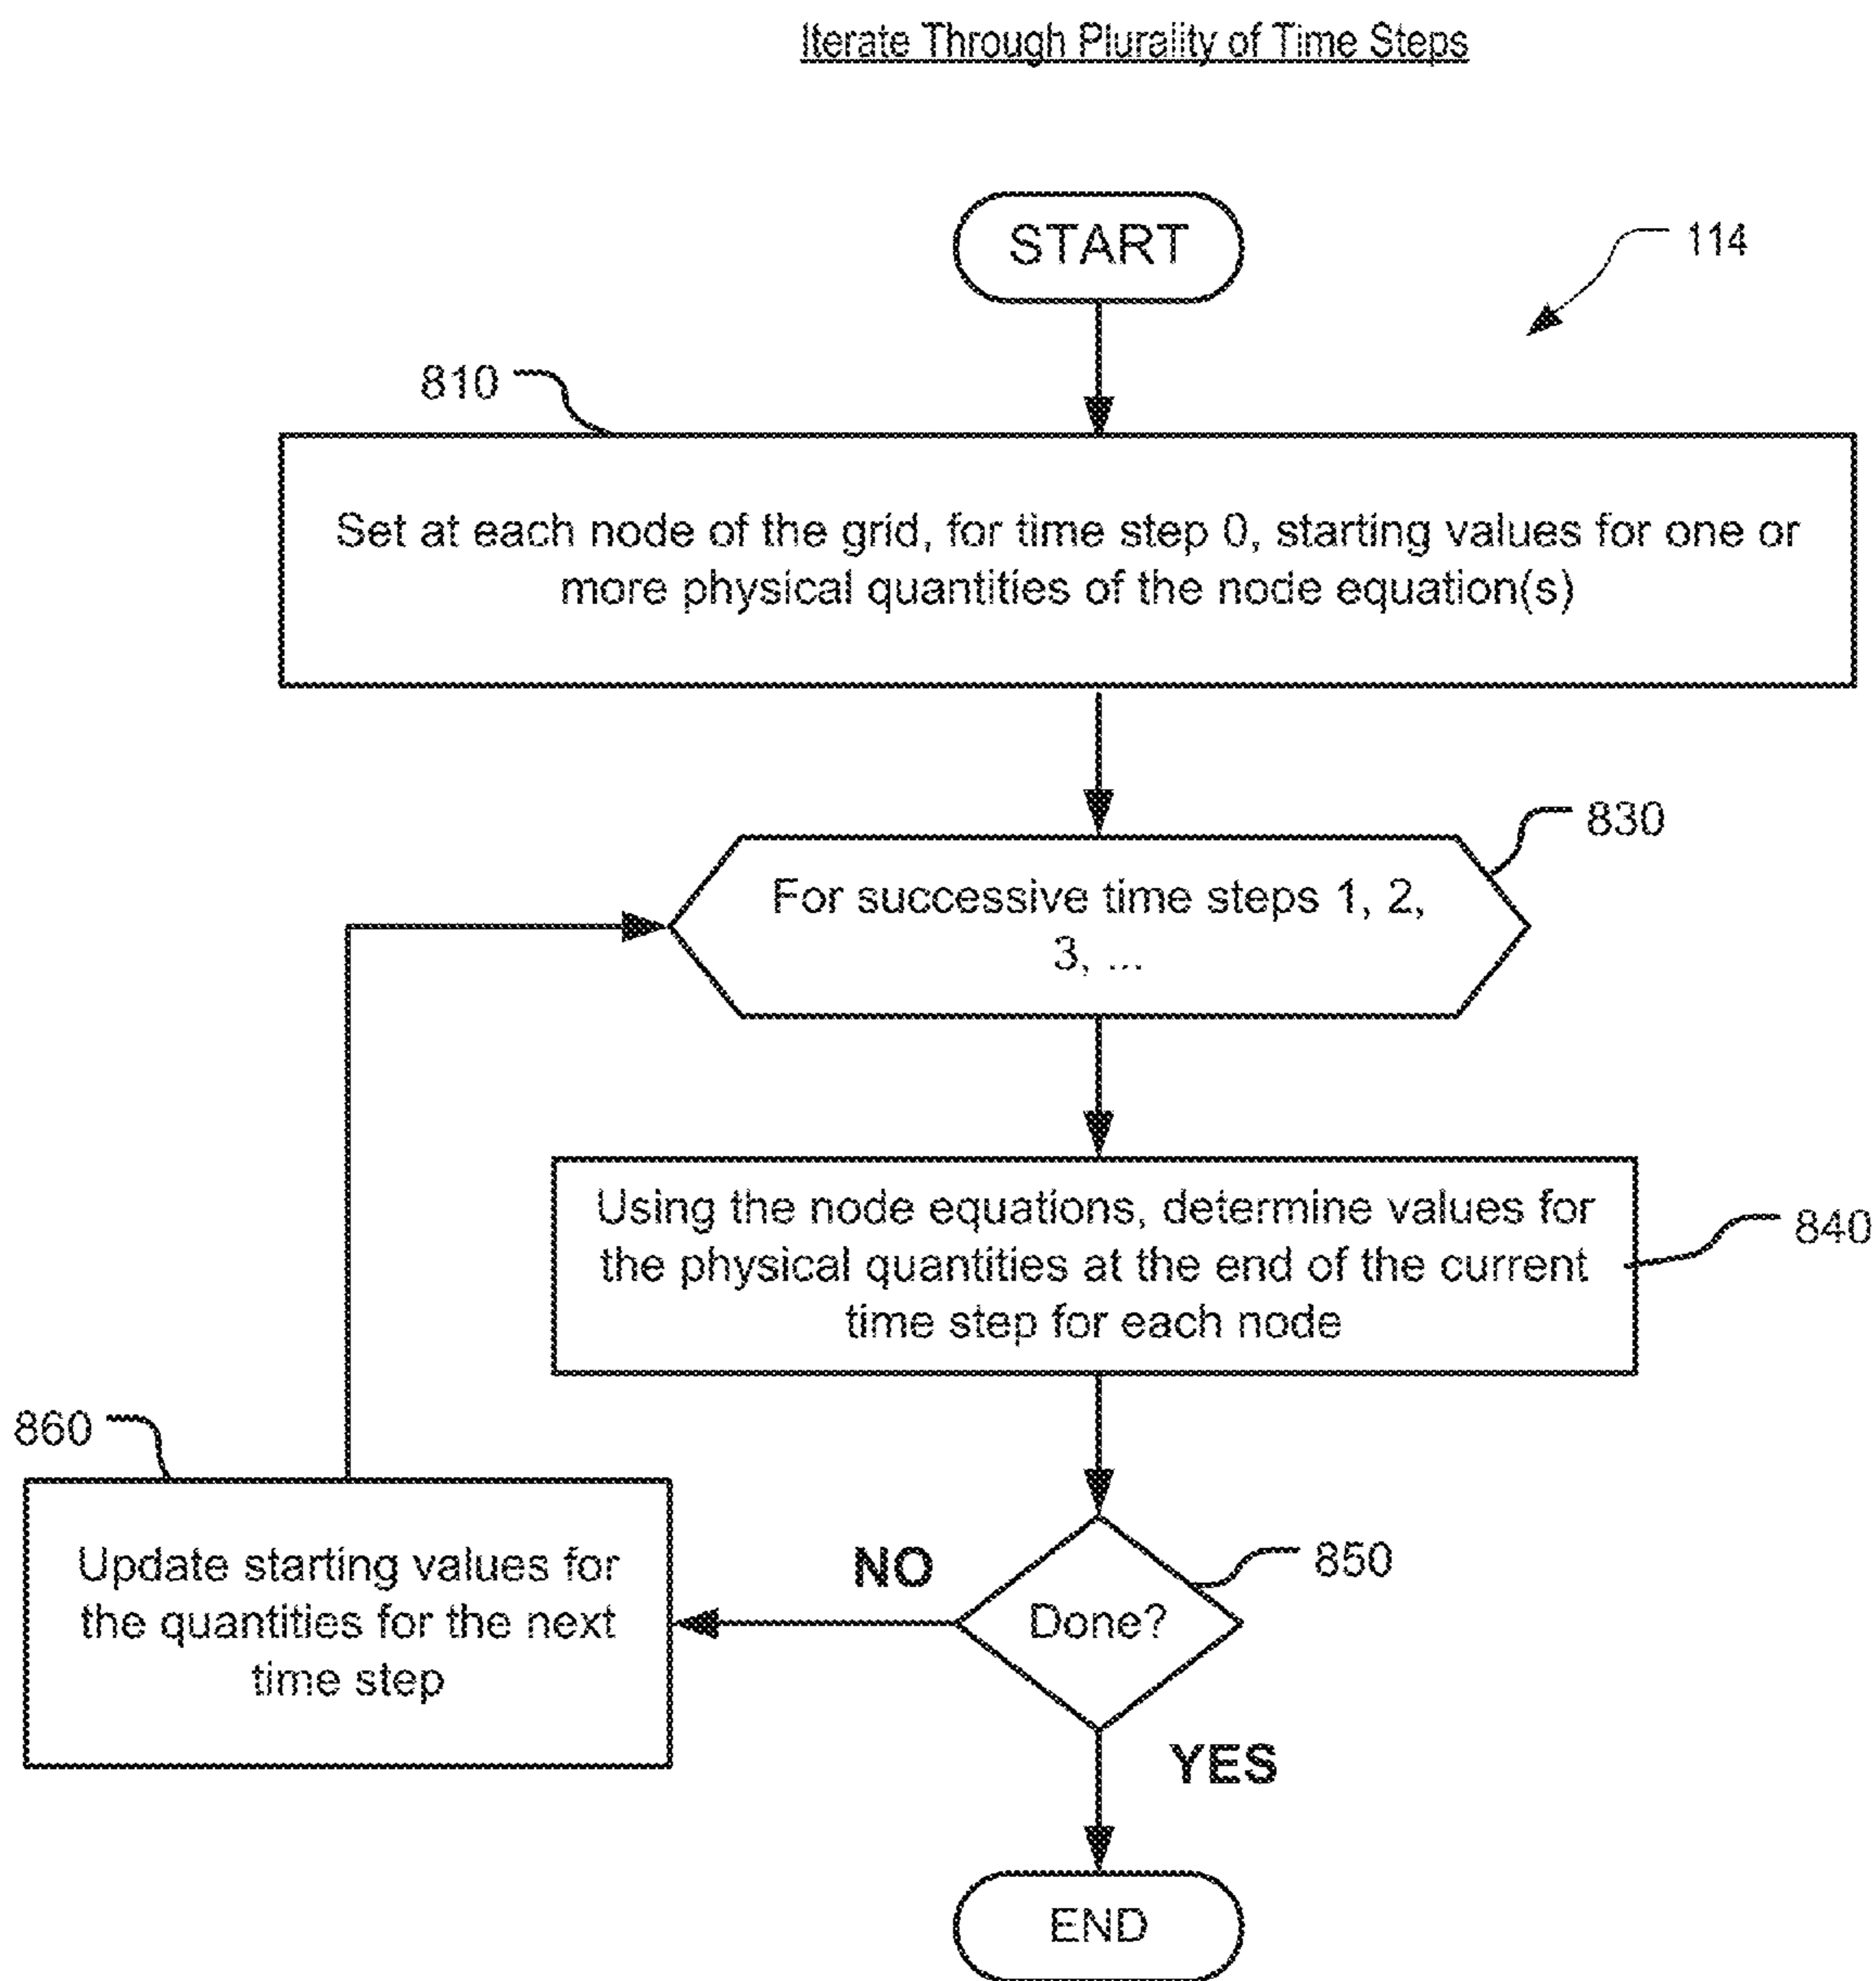 Iterate Through Plurality of Time Steps
START
114
810
Set at each node of the grid, for time step 0, starting values for one or
more physical quantities of the node equation(s)
830
For successive time steps 1, 2,
3, ...
Using the node equations, determine values for
the physical quantities at the end of the current
time step for each node
840
860
Update starting values for
the quantities for the next
time step
NO
850
Done?
YES
END